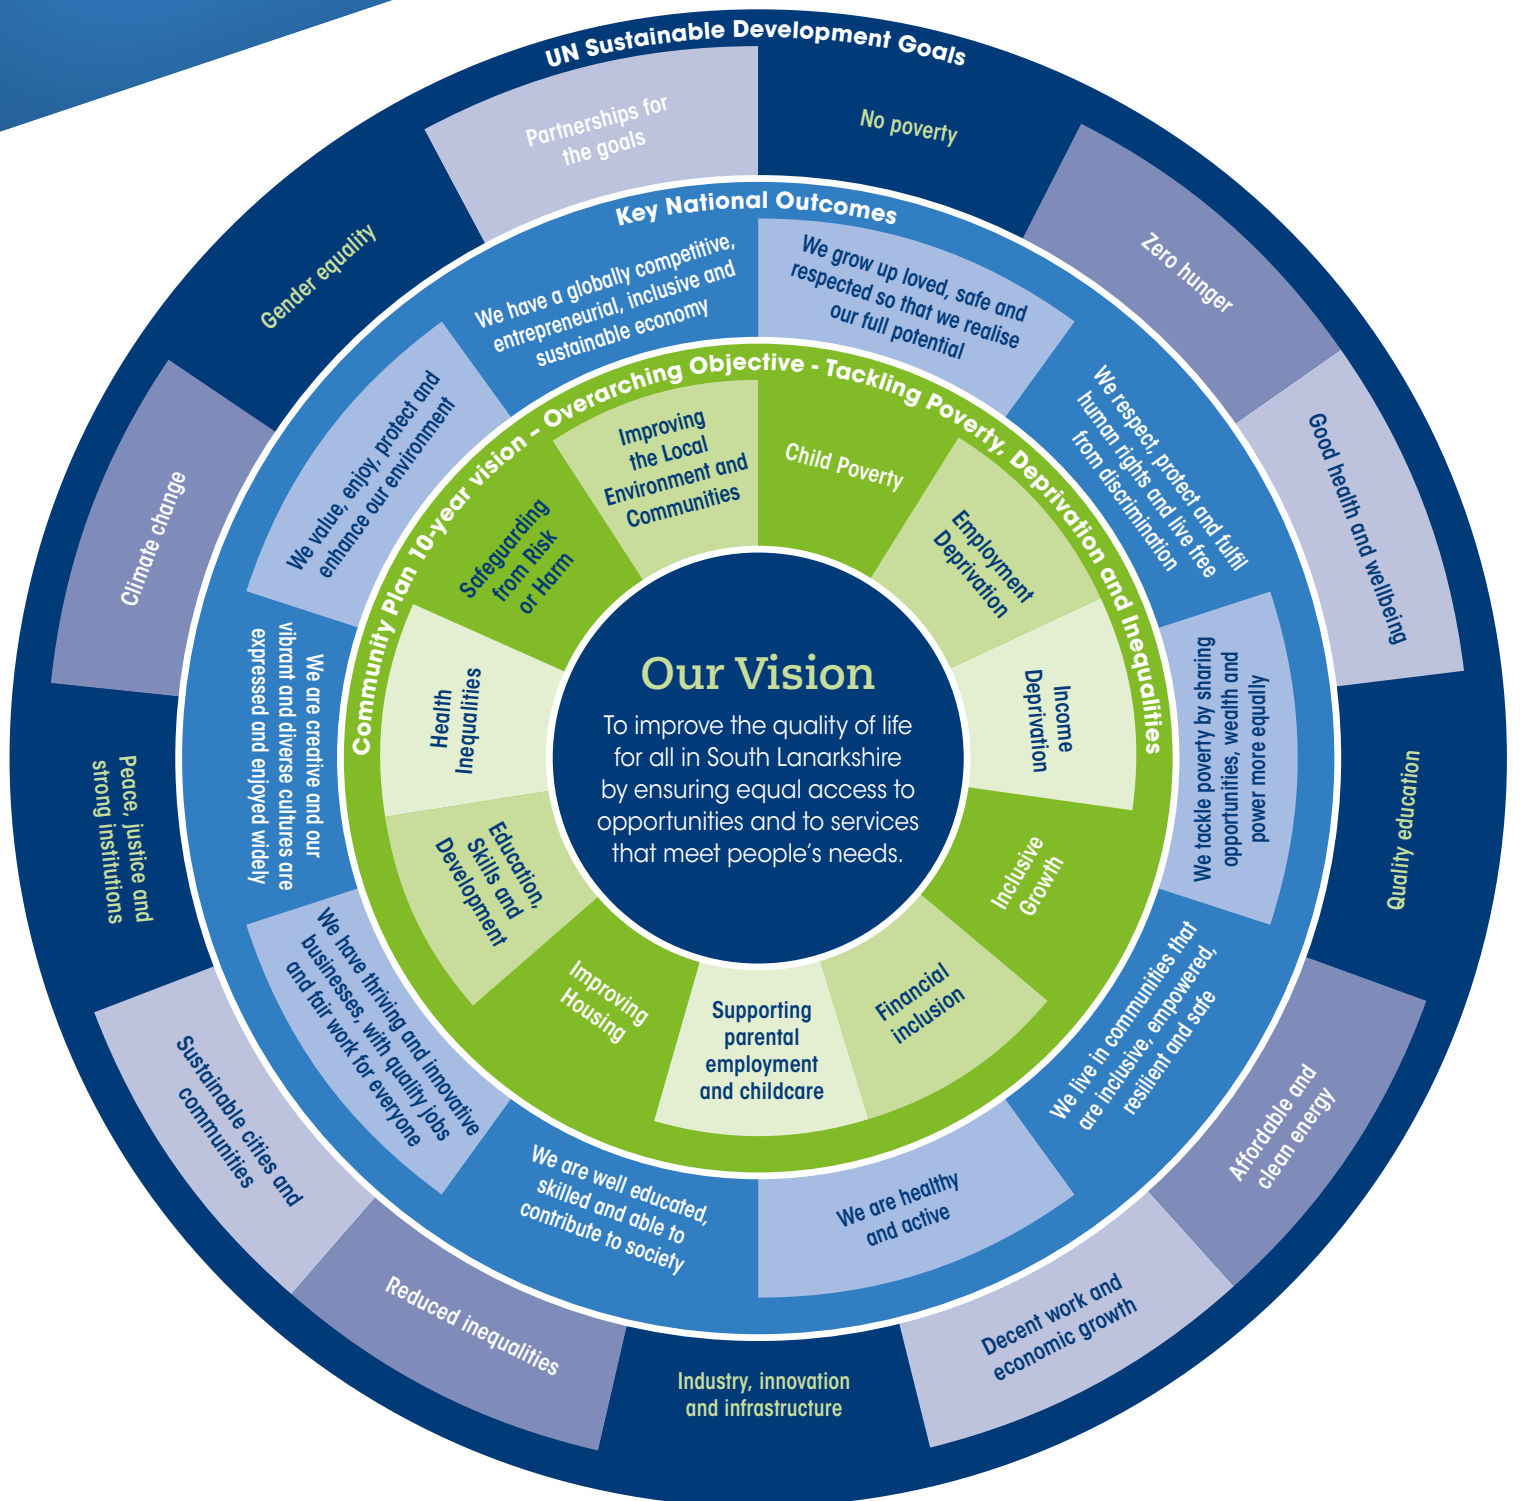 UN Sustainable Development Goals
No poverty
Zero hunger
Good health and wellbeing
Quality education
Affordable and
clean energy
Decent work and
economic growth
Industry, innovation
and infrastructure
Reduced inequalities
Sustainable cities and
communities
Peace, justice and
strong institutions
Climate change
Gender equality
Partnerships for
the goals
Key National Outcomes
We grow up loved, safe and
respected so that we realise
our full potential
We respect, protect and fulfil
human rights and live free
from discrimination
We tackle poverty by sharing
opportunities, wealth and
power more equally
We live in communities that
are inclusive, empowered,
resilient and safe
We are healthy
and active
We are well educated,
skilled and able to
contribute to society
We have thriving and innovative
businesses, with quality jobs
and fair work for everyone
We are creative and our
vibrant and diverse cultures are
expressed and enjoyed widely
We value, enjoy, protect and
enhance our environment
We have a globally competitive,
entrepreneurial, inclusive and
sustainable economy
Community Plan 10-year vision – Overarching Objective - Tackling Poverty, Deprivation and Inequalities
Child Poverty
Employment
Deprivation
Income
Deprivation
Inclusive
Growth
Financial
inclusion
Supporting
parental
employment
and childcare
Improving
Housing
Education,
Skills and
Development
Health
Inequalities
Safeguarding
from Risk
or Harm
Improving
the Local
Environment and
Communities
Our Vision
To improve the quality of life
for all in South Lanarkshire
by ensuring equal access to
opportunities and to services
that meet people's needs.